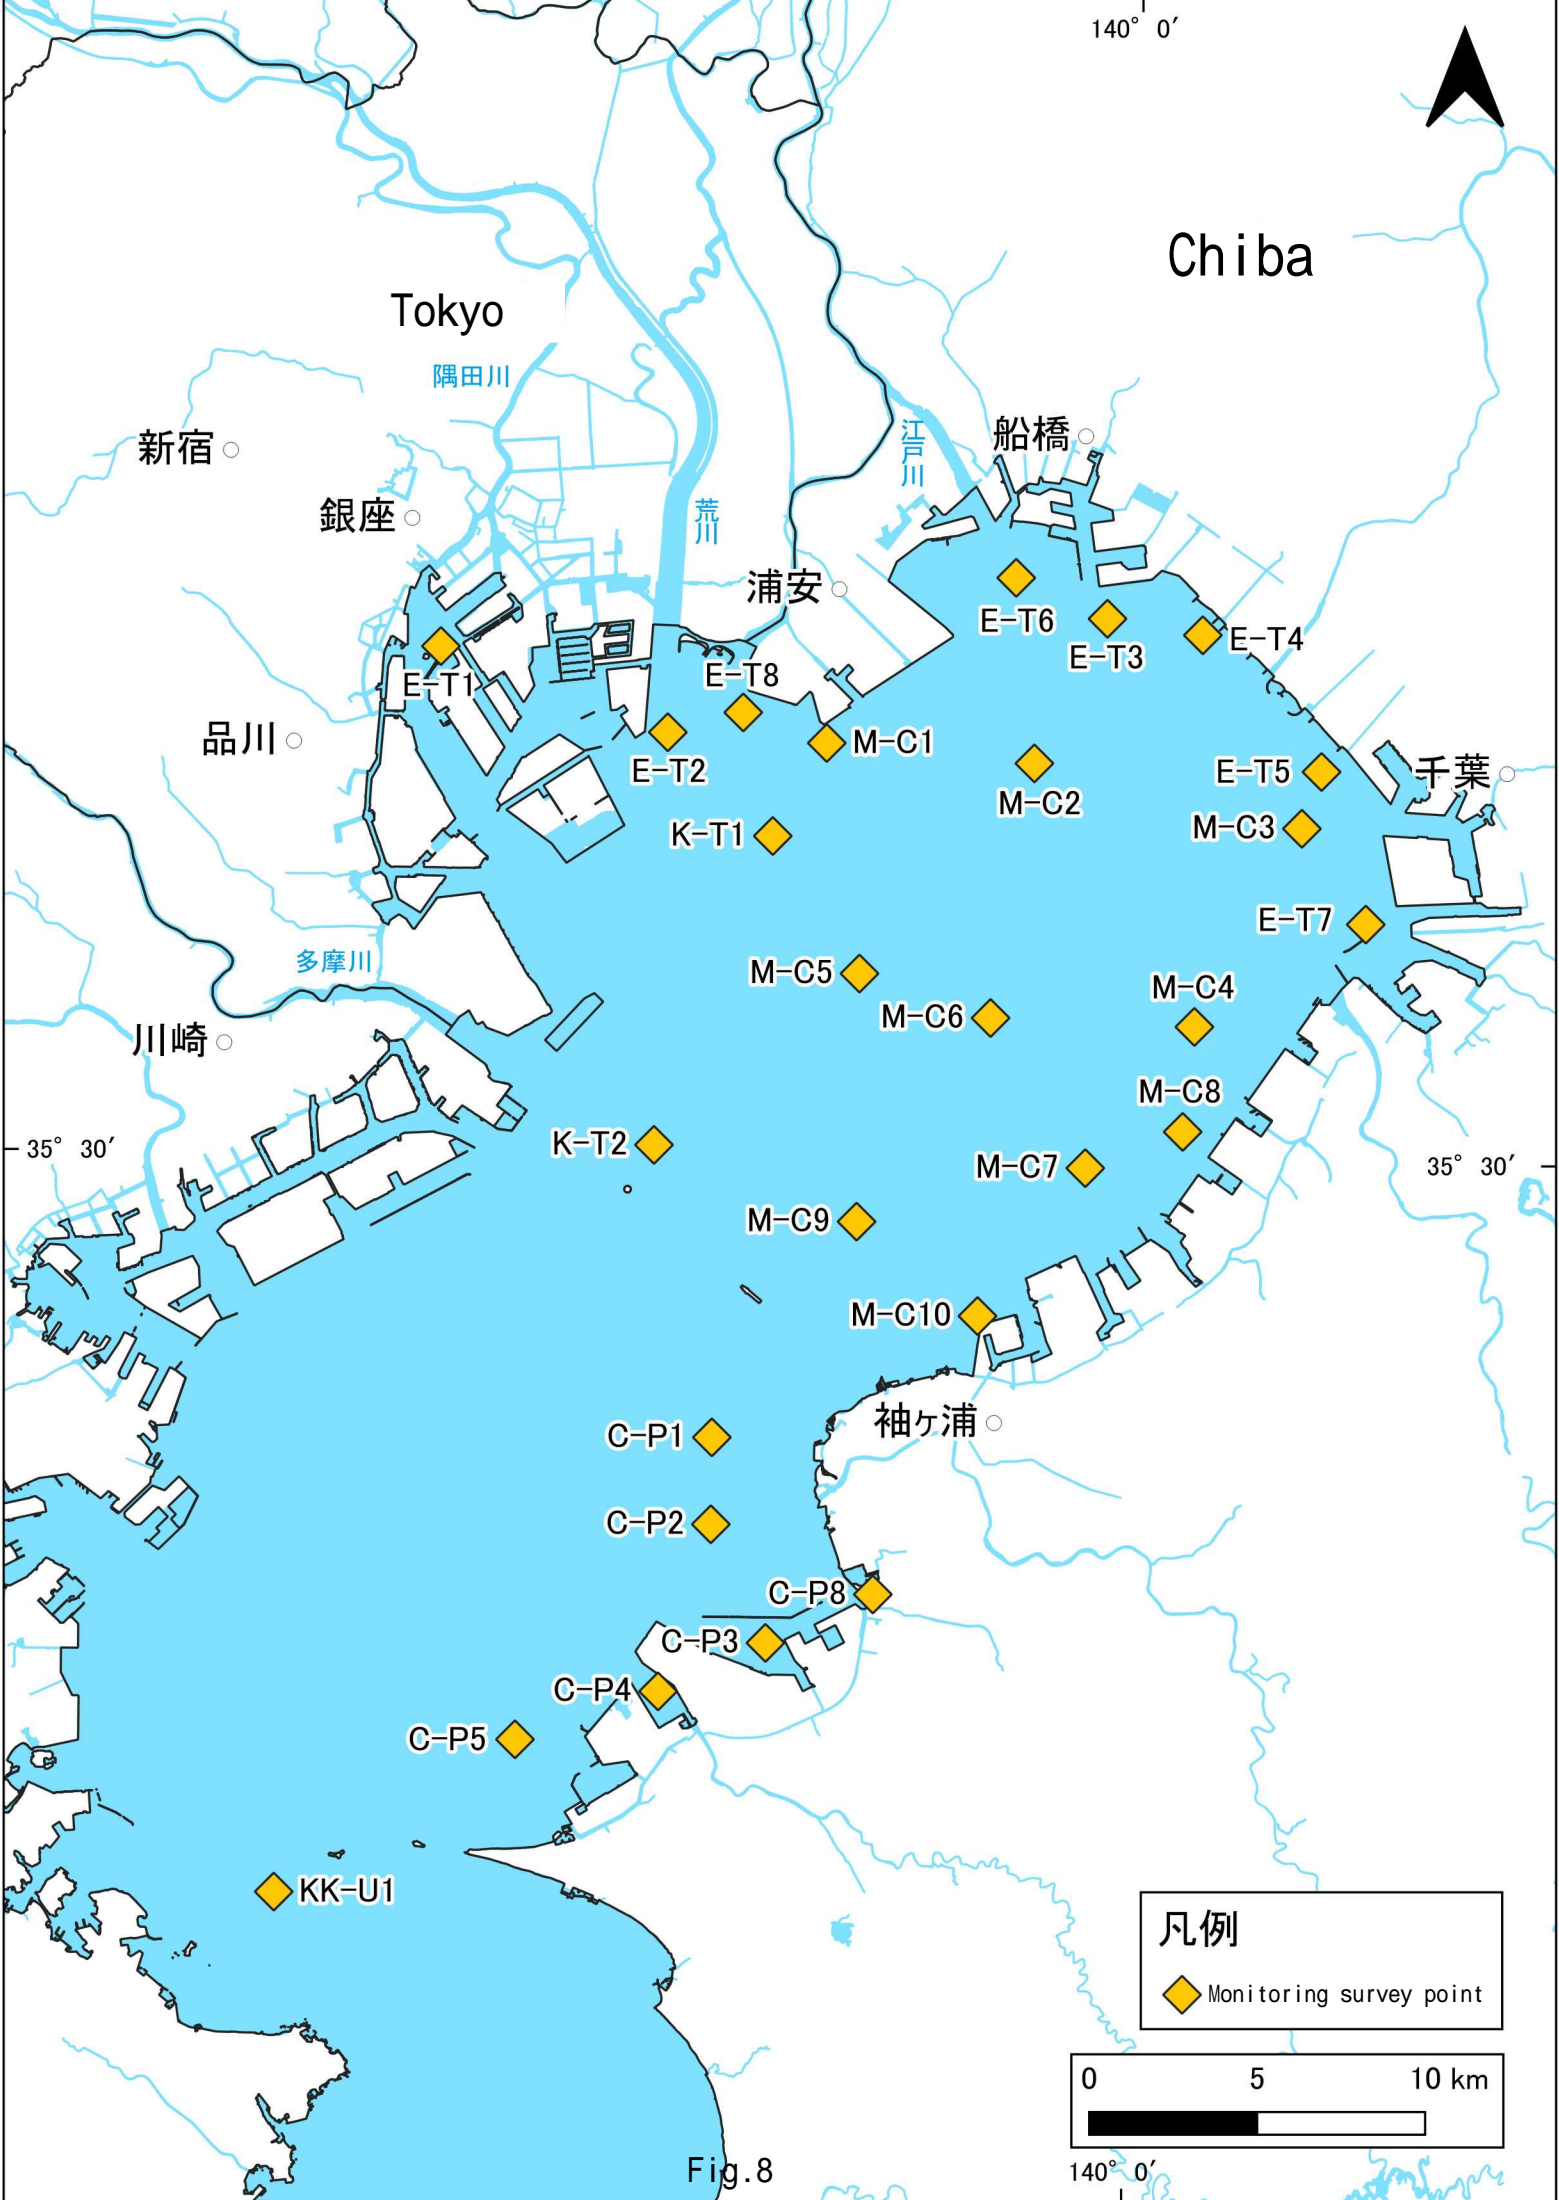 140° 0′
Chiba
Tokyo
隅田川
新宿
船橋
江戸川
銀座
荒川
浦安
E-T6
E-T3
E-T4
E-T1
E-T8
品川
M-C1
E-T2
E-T5
千葉
M-C2
M-C3
K-T1
E-T7
多摩川
M-C5
M-C4
M-C6
川崎
M-C8
K-T2
35° 30′
M-C7
35° 30′
M-C9
M-C10
袖ヶ浦
C-P1
C-P2
C-P8
C-P3
C-P4
C-P5
KK-U1
凡例
Monitoring survey point
0 5 10 km
140° 0′
Fig.8